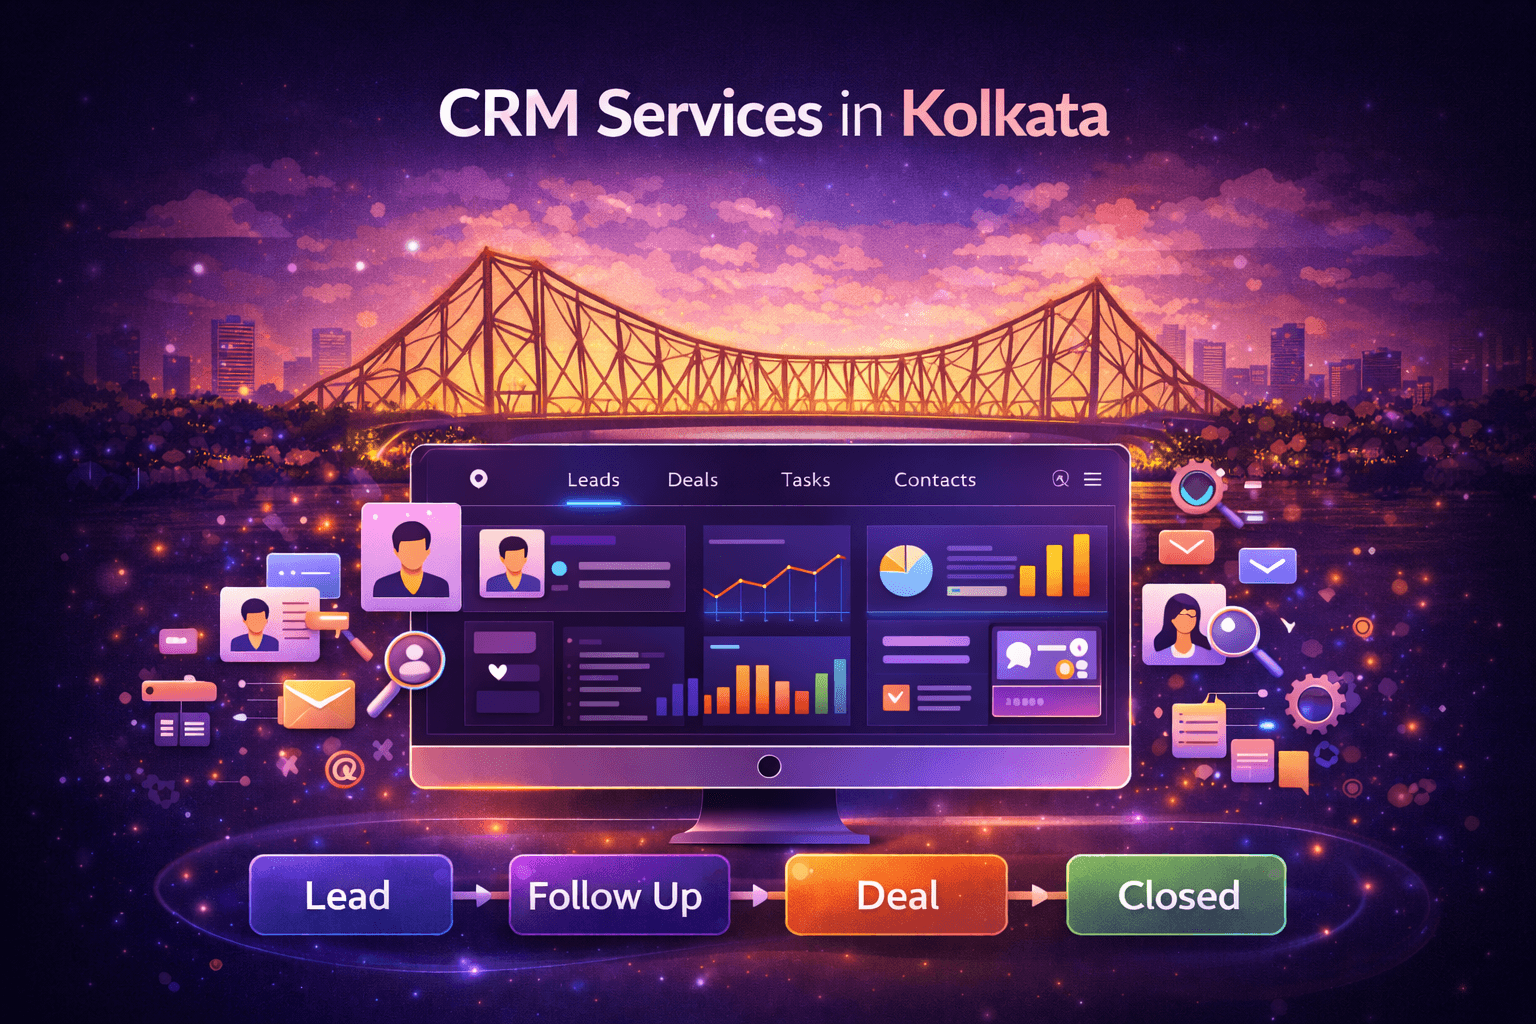 CRM Services in Kolkata
Leads Deals Tasks Contacts
@
Lead Follow Up Deal Closed